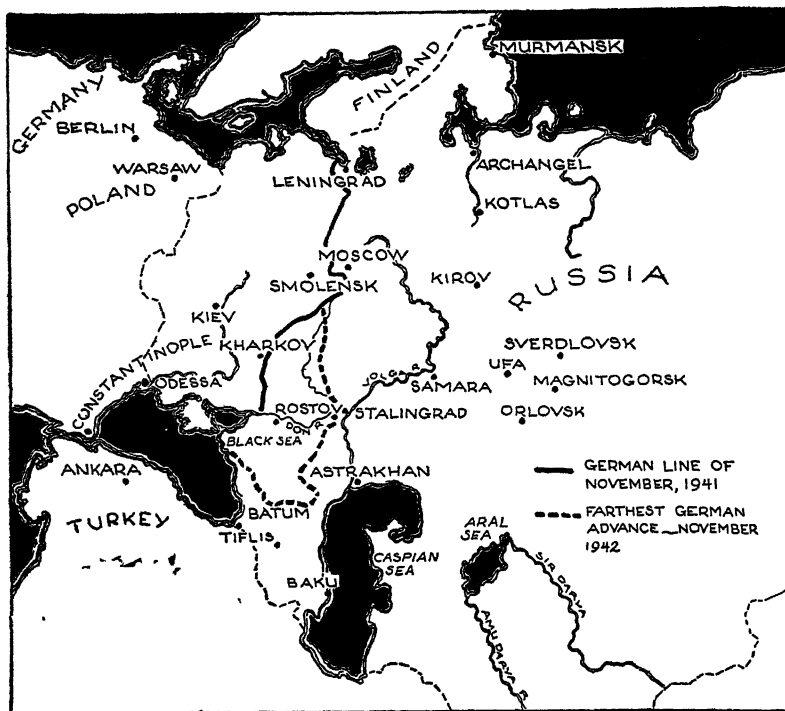 MURMANSK
FINLAND
GERMANY
BERLIN
WARSAW
POLAND
LENINGRAD
ARCHANGEL
KOTLAS
MOSCOW
SMOLENSK
KIROV
RUSSIA
KIEV
KHARKOV
CONSTANTINOPLE
ODESSA
VOLGA R.
SAMARA
SVERDLOVSK
UFA
MAGNITOGORSK
ORLOVSK
ROSTOV
DON R.
STALINGRAD
BLACK SEA
ANKARA
ASTRAKHAN
TURKEY
BATUM
TIFLIS
BAKU
CASPIAN
SEA
ARAL
SEA
SIR DARYA
AMU DARYA R.
GERMAN LINE OF
NOVEMBER, 1941
FARTHEST GERMAN
ADVANCE—NOVEMBER
1942